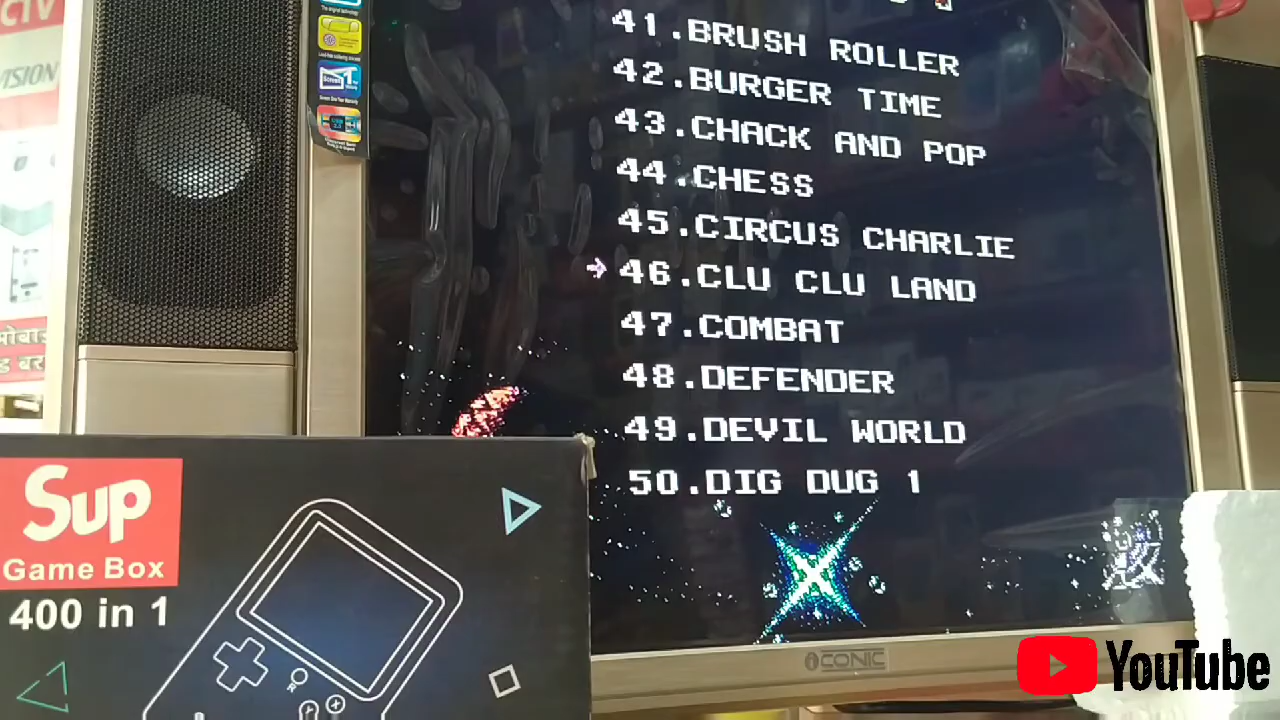 CTV
VISION
41.BRUSH ROLLER
42.BURGER TIME
43.CHACK AND POP
44.CHESS
45.CIRCUS CHARLIE
46.CLU CLU LAND
47.COMBAT
48.DEFENDER
49.DEVIL WORLD
50.DIG DUG 1
Sup
Game Box
400 in 1
ICONIC
YouTube